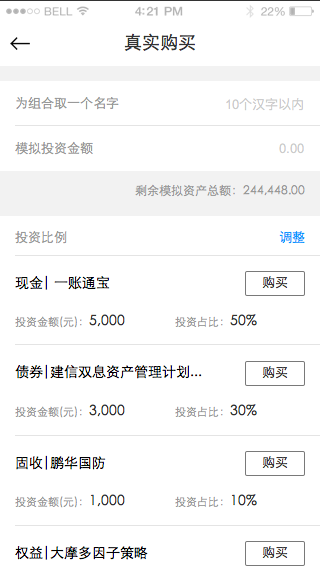 BELL 4:21 PM 22%
真实购买
为组合取一个名字 10个汉字以内
模拟投资金额 0.00
剩余模拟资产总额：244,448.00
投资比例 调整
现金| 一账通宝 购买
投资金额(元)：5,000 投资占比：50%
债券|建信双息资产管理计划... 购买
投资金额(元)：3,000 投资占比：30%
固收|鹏华国防 购买
投资金额(元)：1,000 投资占比：10%
权益|大摩多因子策略 购买